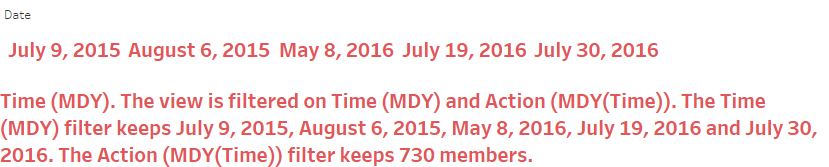 Date
July 9, 2015 August 6, 2015 May 8, 2016 July 19, 2016 July 30, 2016
Time (MDY). The view is filtered on Time (MDY) and Action (MDY(Time)). The Time
(MDY) filter keeps July 9, 2015, August 6, 2015, May 8, 2016, July 19, 2016 and July 30,
2016. The Action (MDY(Time)) filter keeps 730 members.